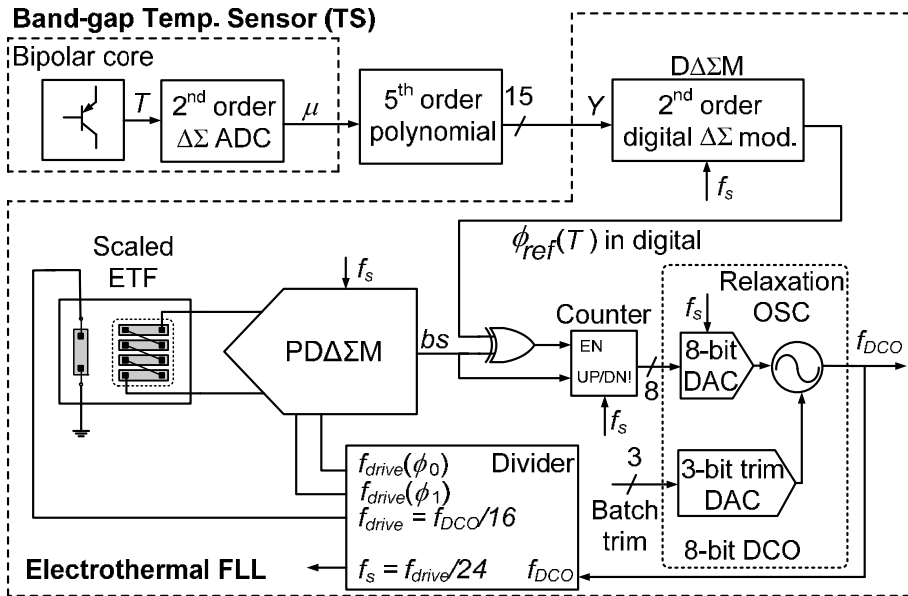 Band-gap Temp. Sensor (TS)
Bipolar core
T
2nd order
ΔΣ ADC
μ
5th order
polynomial
15
Y
DΔΣM
2nd order
digital ΔΣ mod.
fs
ϕref(T) in digital
Scaled
ETF
fs
PDΔΣM
bs
Counter
EN
UP/DN!
fs
8
Relaxation
OSC
fs
8-bit
DAC
fDCO
3
Batch
trim
3-bit trim
DAC
8-bit DCO
fdrive(ϕ0)
Divider
fdrive(ϕ1)
fdrive = fDCO/16
fs = fdrive/24
fDCO
Electrothermal FLL